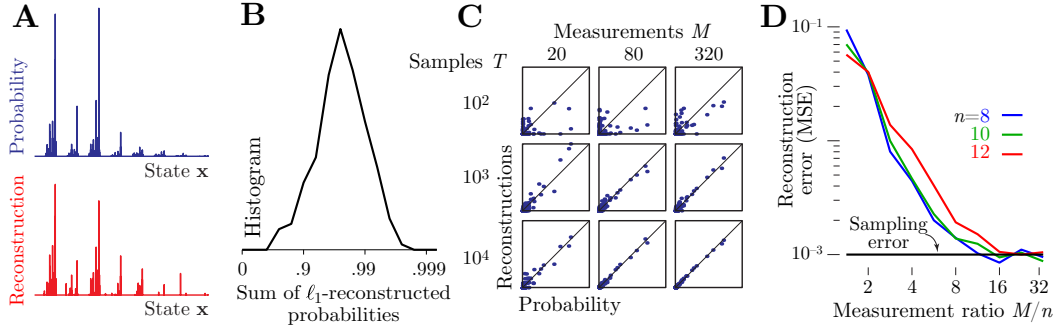 A
Probability
State x
Reconstruction
State x
B
Histogram
0 .9 .99 .999
Sum of ℓ1-reconstructed
probabilities
C
Measurements M
20 80 320
Samples T
10²
10³
10⁴
Reconstructions
Probability
D
Reconstruction
error (MSE)
10⁻¹
10⁻³
n=8
10
12
Sampling
error
2 4 8 16 32
Measurement ratio M/n